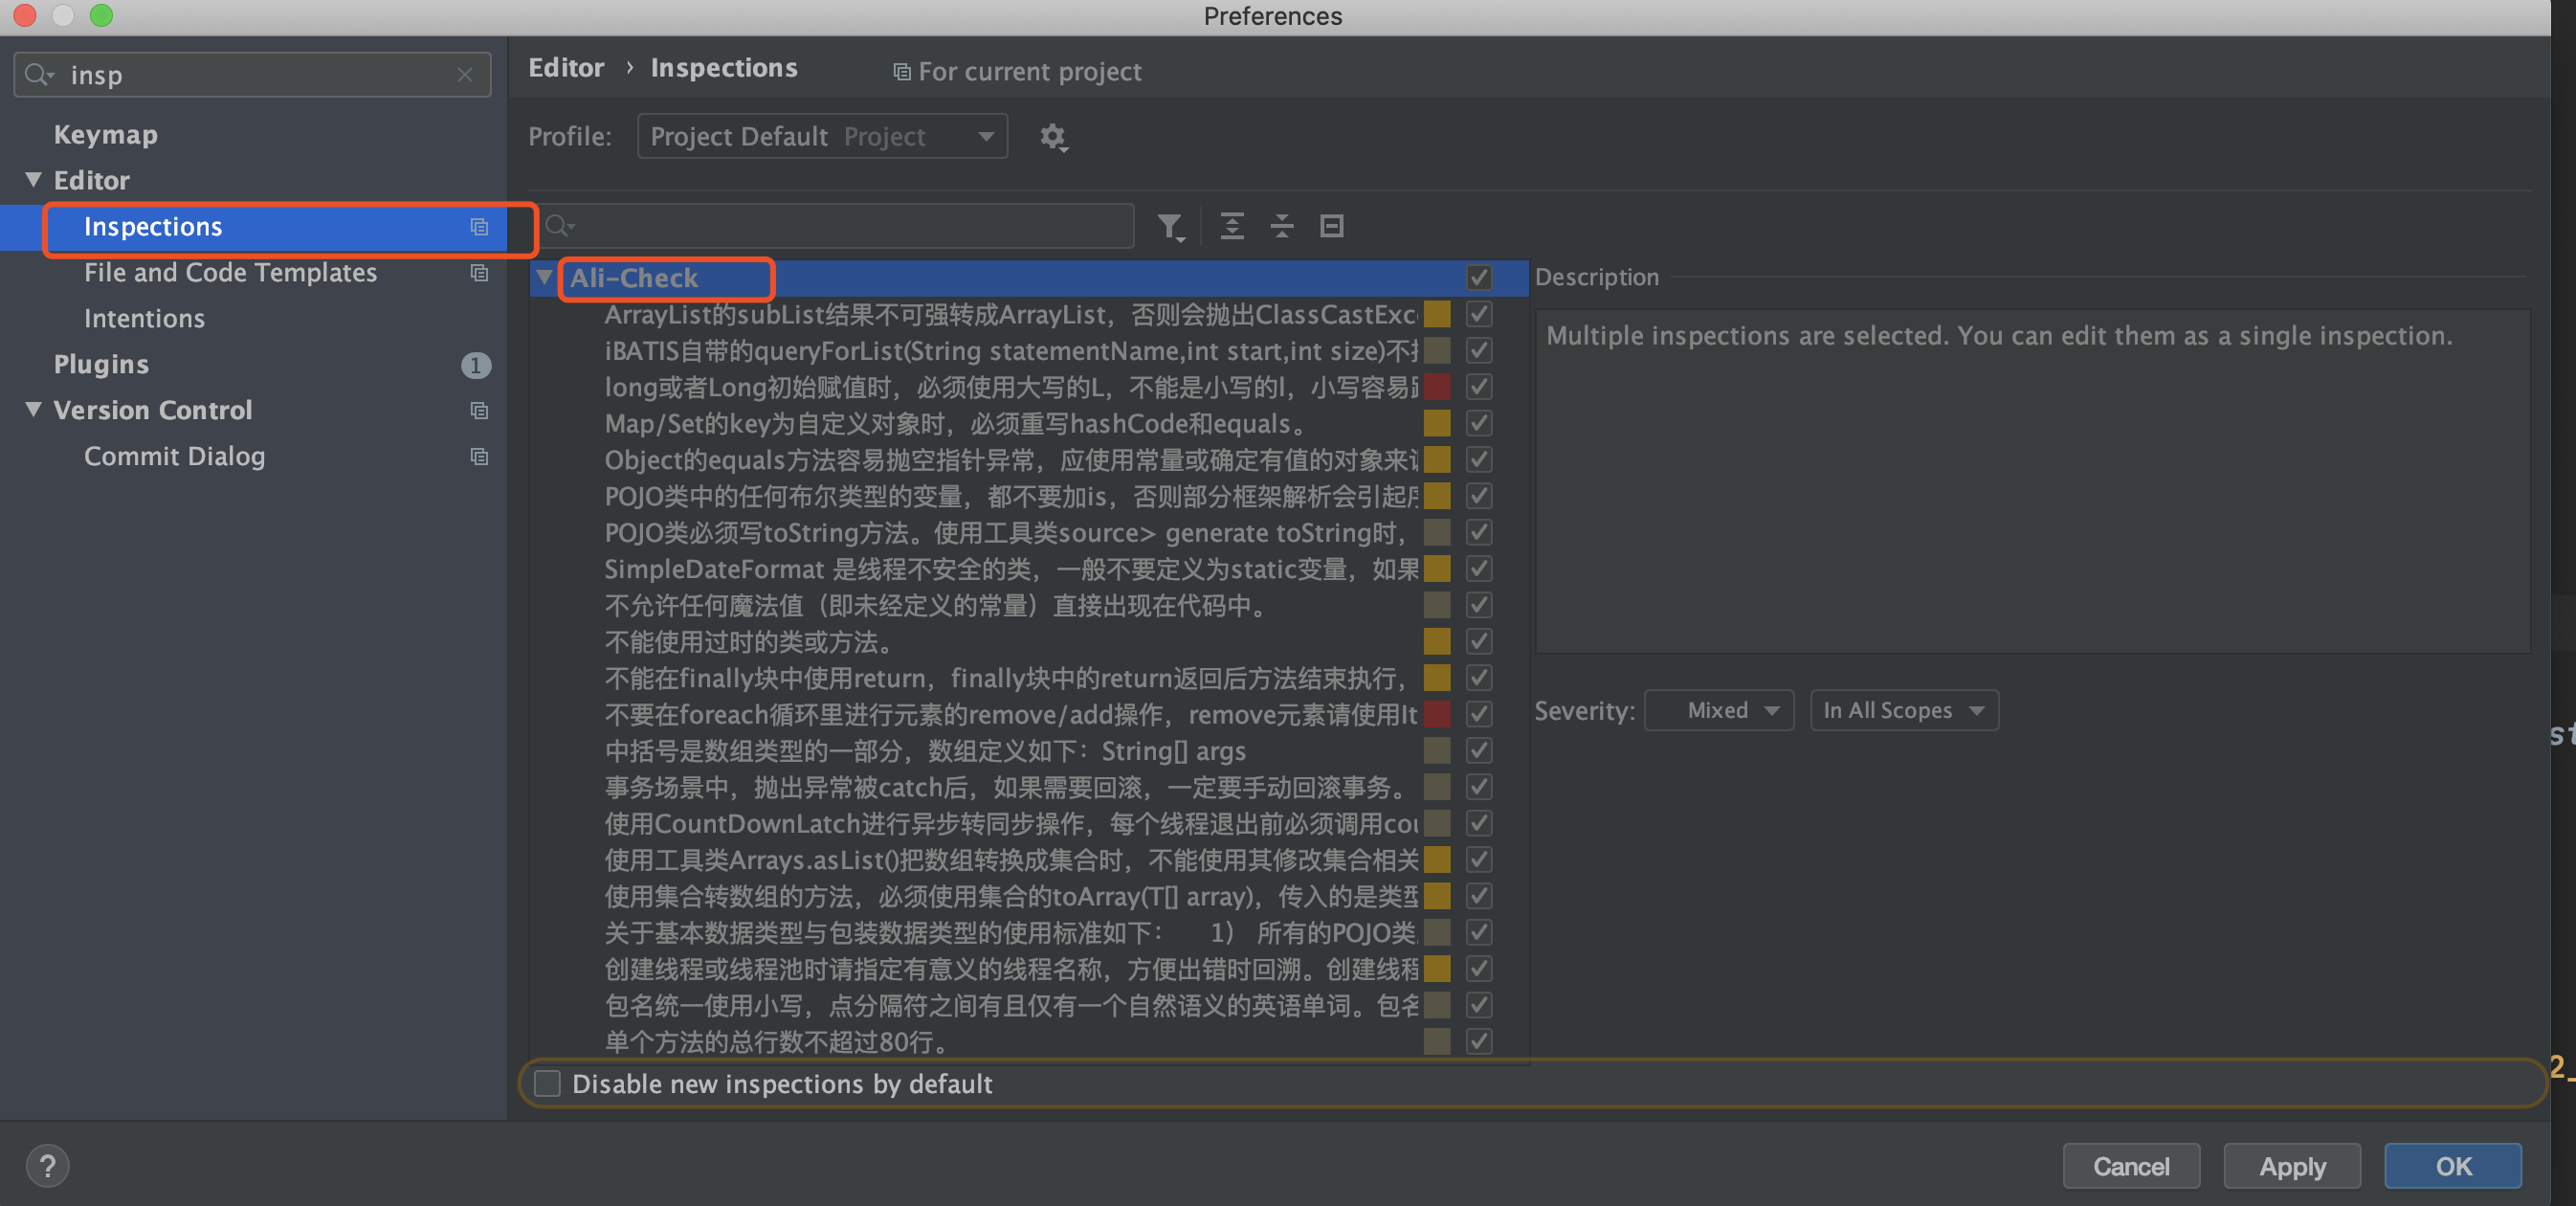 Preferences
insp
Keymap
Editor
Inspections
File and Code Templates
Intentions
Plugins
1
Version Control
Commit Dialog
Editor › Inspections
For current project
Profile:
Project Default Project
Ali-Check
ArrayList的subList结果不可强转成ArrayList，否则会抛出ClassCastExc
iBATIS自带的queryForList(String statementName,int start,int size)不
long或者Long初始赋值时，必须使用大写的L，不能是小写的l，小写容易
Map/Set的key为自定义对象时，必须重写hashCode和equals。
Object的equals方法容易抛空指针异常，应使用常量或确定有值的对象来
POJO类中的任何布尔类型的变量，都不要加is，否则部分框架解析会引起
POJO类必须写toString方法。使用工具类source> generate toString时，
SimpleDateFormat 是线程不安全的类，一般不要定义为static变量，如果
不允许任何魔法值（即未经定义的常量）直接出现在代码中。
不能使用过时的类或方法。
不能在finally块中使用return，finally块中的return返回后方法结束执行，
不要在foreach循环里进行元素的remove/add操作，remove元素请使用It
中括号是数组类型的一部分，数组定义如下：String[] args
事务场景中，抛出异常被catch后，如果需要回滚，一定要手动回滚事务。
使用CountDownLatch进行异步转同步操作，每个线程退出前必须调用cou
使用工具类Arrays.asList()把数组转换成集合时，不能使用其修改集合相关
使用集合转数组的方法，必须使用集合的toArray(T[] array)，传入的是类型
关于基本数据类型与包装数据类型的使用标准如下： 1） 所有的POJO类
创建线程或线程池时请指定有意义的线程名称，方便出错时回溯。创建线程
包名统一使用小写，点分隔符之间有且仅有一个自然语义的英语单词。包名
单个方法的总行数不超过80行。
Disable new inspections by default
Description
Multiple inspections are selected. You can edit them as a single inspection.
Severity:
Mixed
In All Scopes
st
2_
?
Cancel
Apply
OK